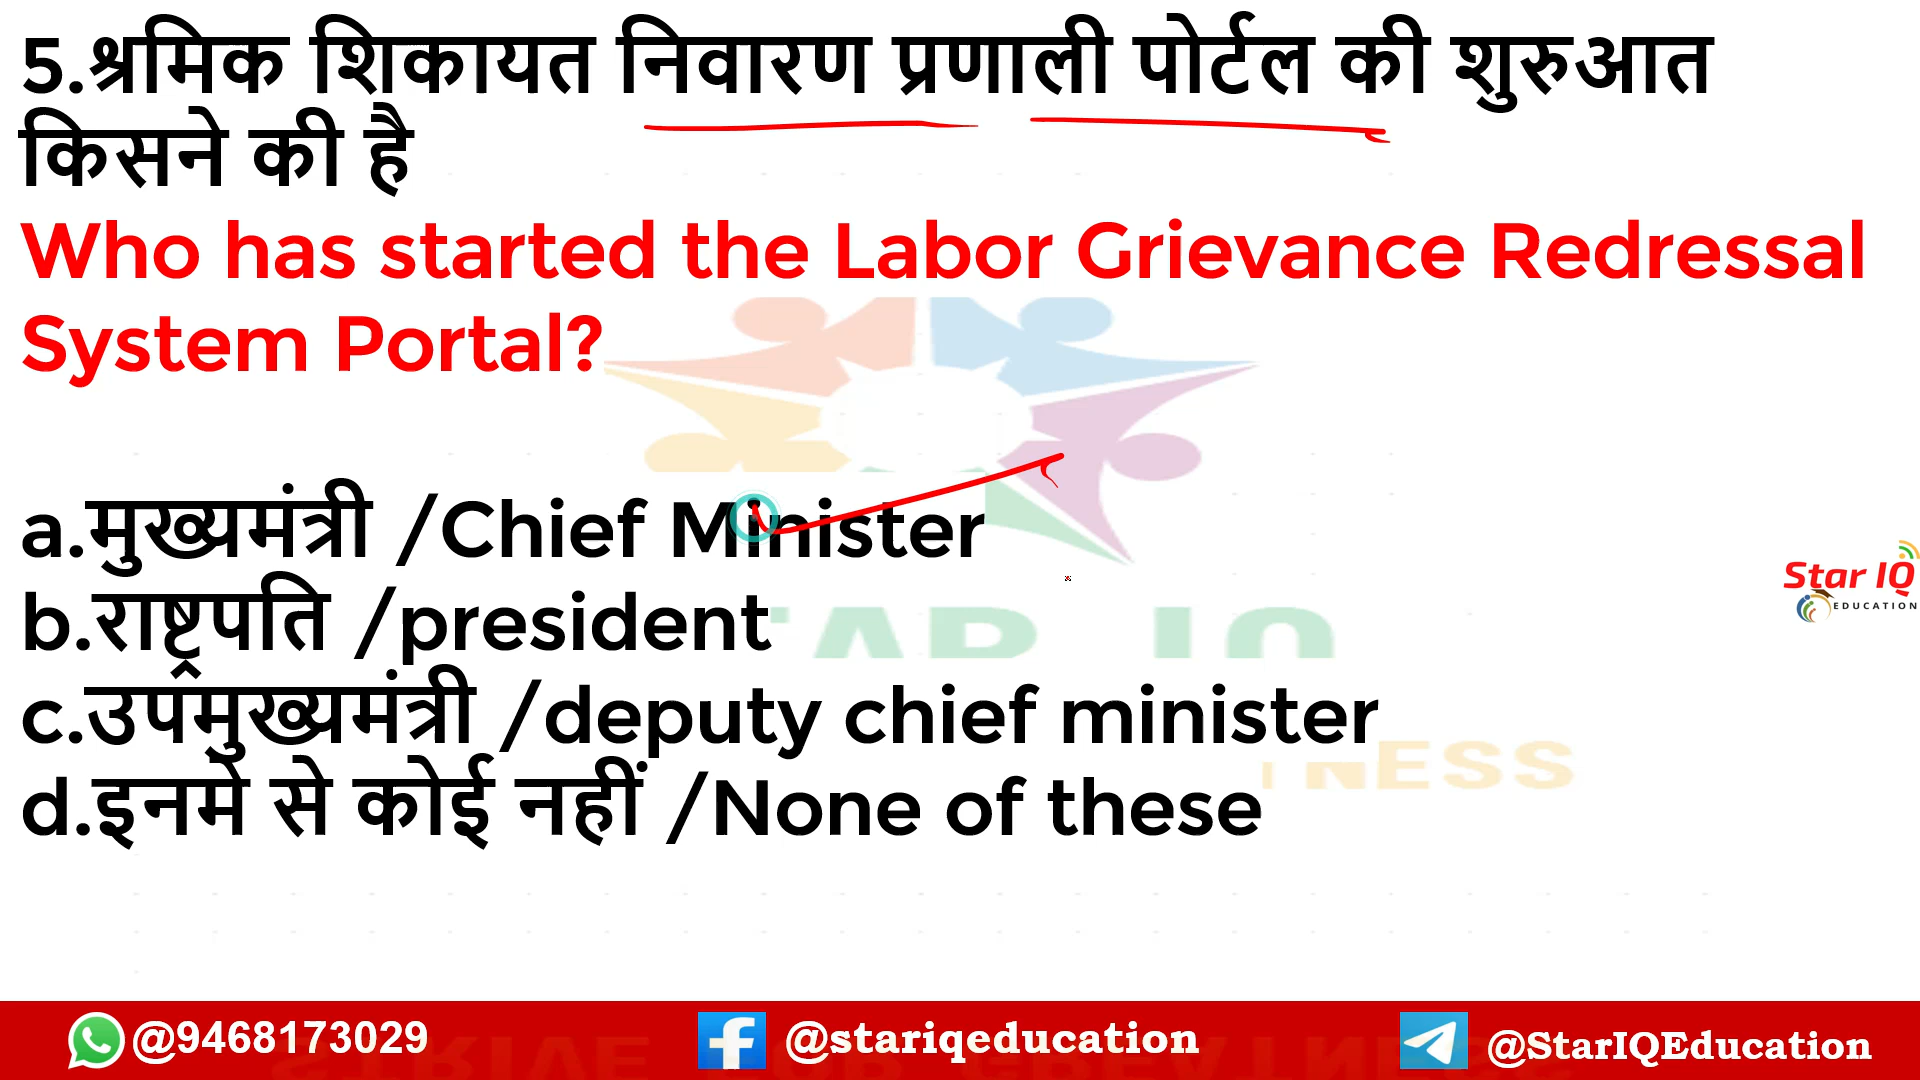 5.श्रमिक शिकायत निवारण प्रणाली पोर्टल की शुरुआत
किसने की है
Who has started the Labor Grievance Redressal
System Portal?
a.मुख्यमंत्री /Chief Minister
b.राष्ट्रपति /president
c.उपमुख्यमंत्री /deputy chief minister
d.इनमे से कोई नहीं /None of these
Star IQ
EDUCATION
@9468173029
@stariqeducation
@StarIQEducation